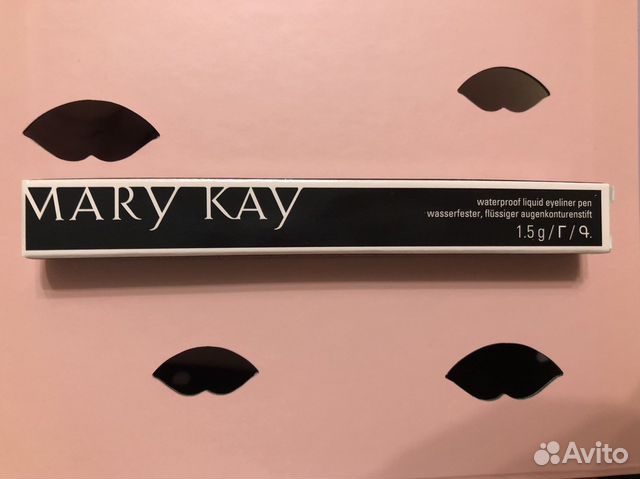 MARY KAY
waterproof liquid eyeliner pen
wasserfester, flüssiger augenkonturenstift
1.5 g / Г / գ.
Avito